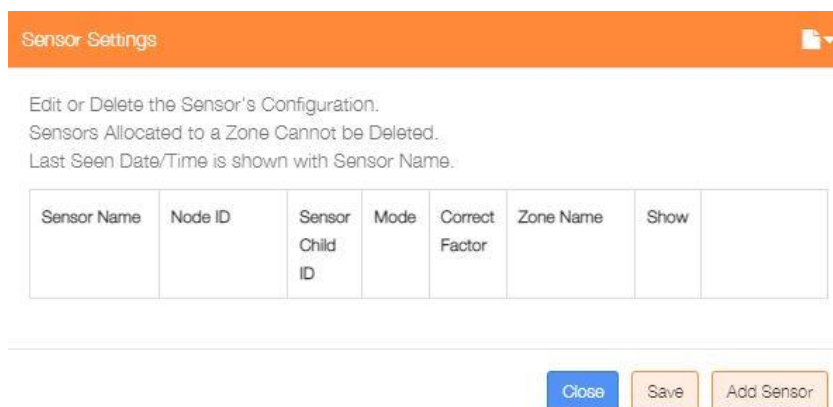 Sensor Settings
Edit or Delete the Sensor's Configuration.
Sensors Allocated to a Zone Cannot be Deleted.
Last Seen Date/Time is shown with Sensor Name.
Sensor Name Node ID Sensor Mode Correct Zone Name Show
Child Factor
ID
Close Save Add Sensor